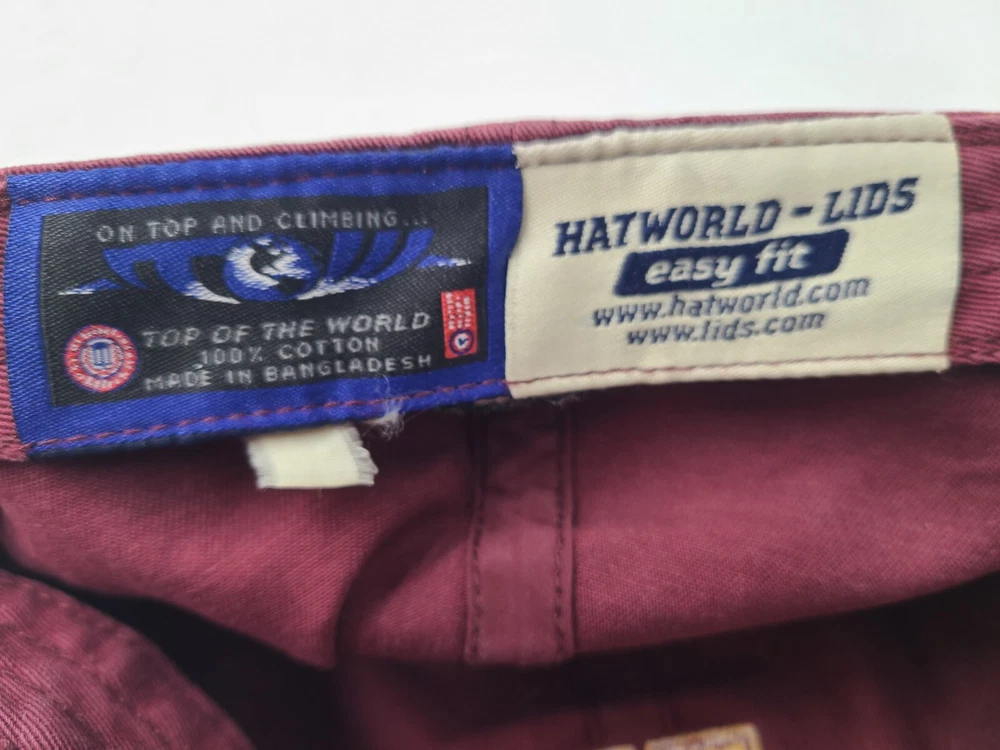 ON TOP AND CLIMBING...
TOP OF THE WORLD
100% COTTON
MADE IN BANGLADESH
HATWORLD - LIDS
easy fit
www.hatworld.com
www.lids.com